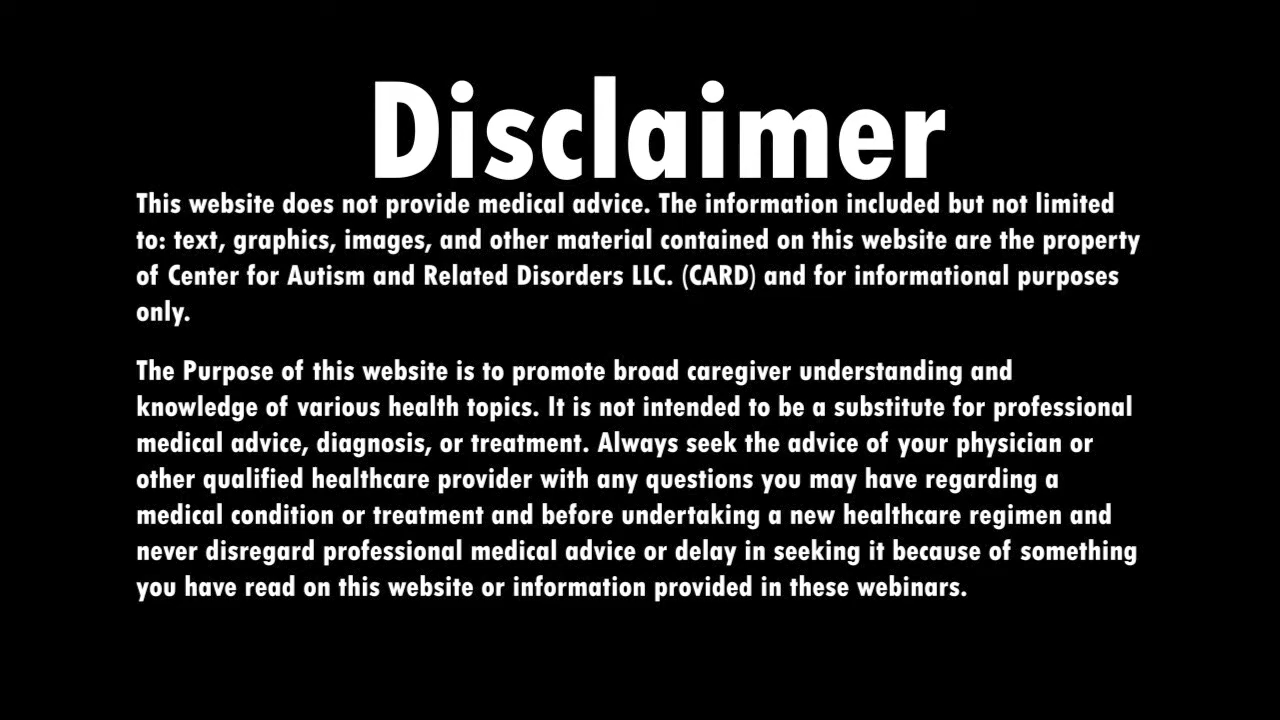 Disclaimer
This website does not provide medical advice. The information included but not limited
to: text, graphics, images, and other material contained on this website are the property
of Center for Autism and Related Disorders LLC. (CARD) and for informational purposes
only.
The Purpose of this website is to promote broad caregiver understanding and
knowledge of various health topics. It is not intended to be a substitute for professional
medical advice, diagnosis, or treatment. Always seek the advice of your physician or
other qualified healthcare provider with any questions you may have regarding a
medical condition or treatment and before undertaking a new healthcare regimen and
never disregard professional medical advice or delay in seeking it because of something
you have read on this website or information provided in these webinars.